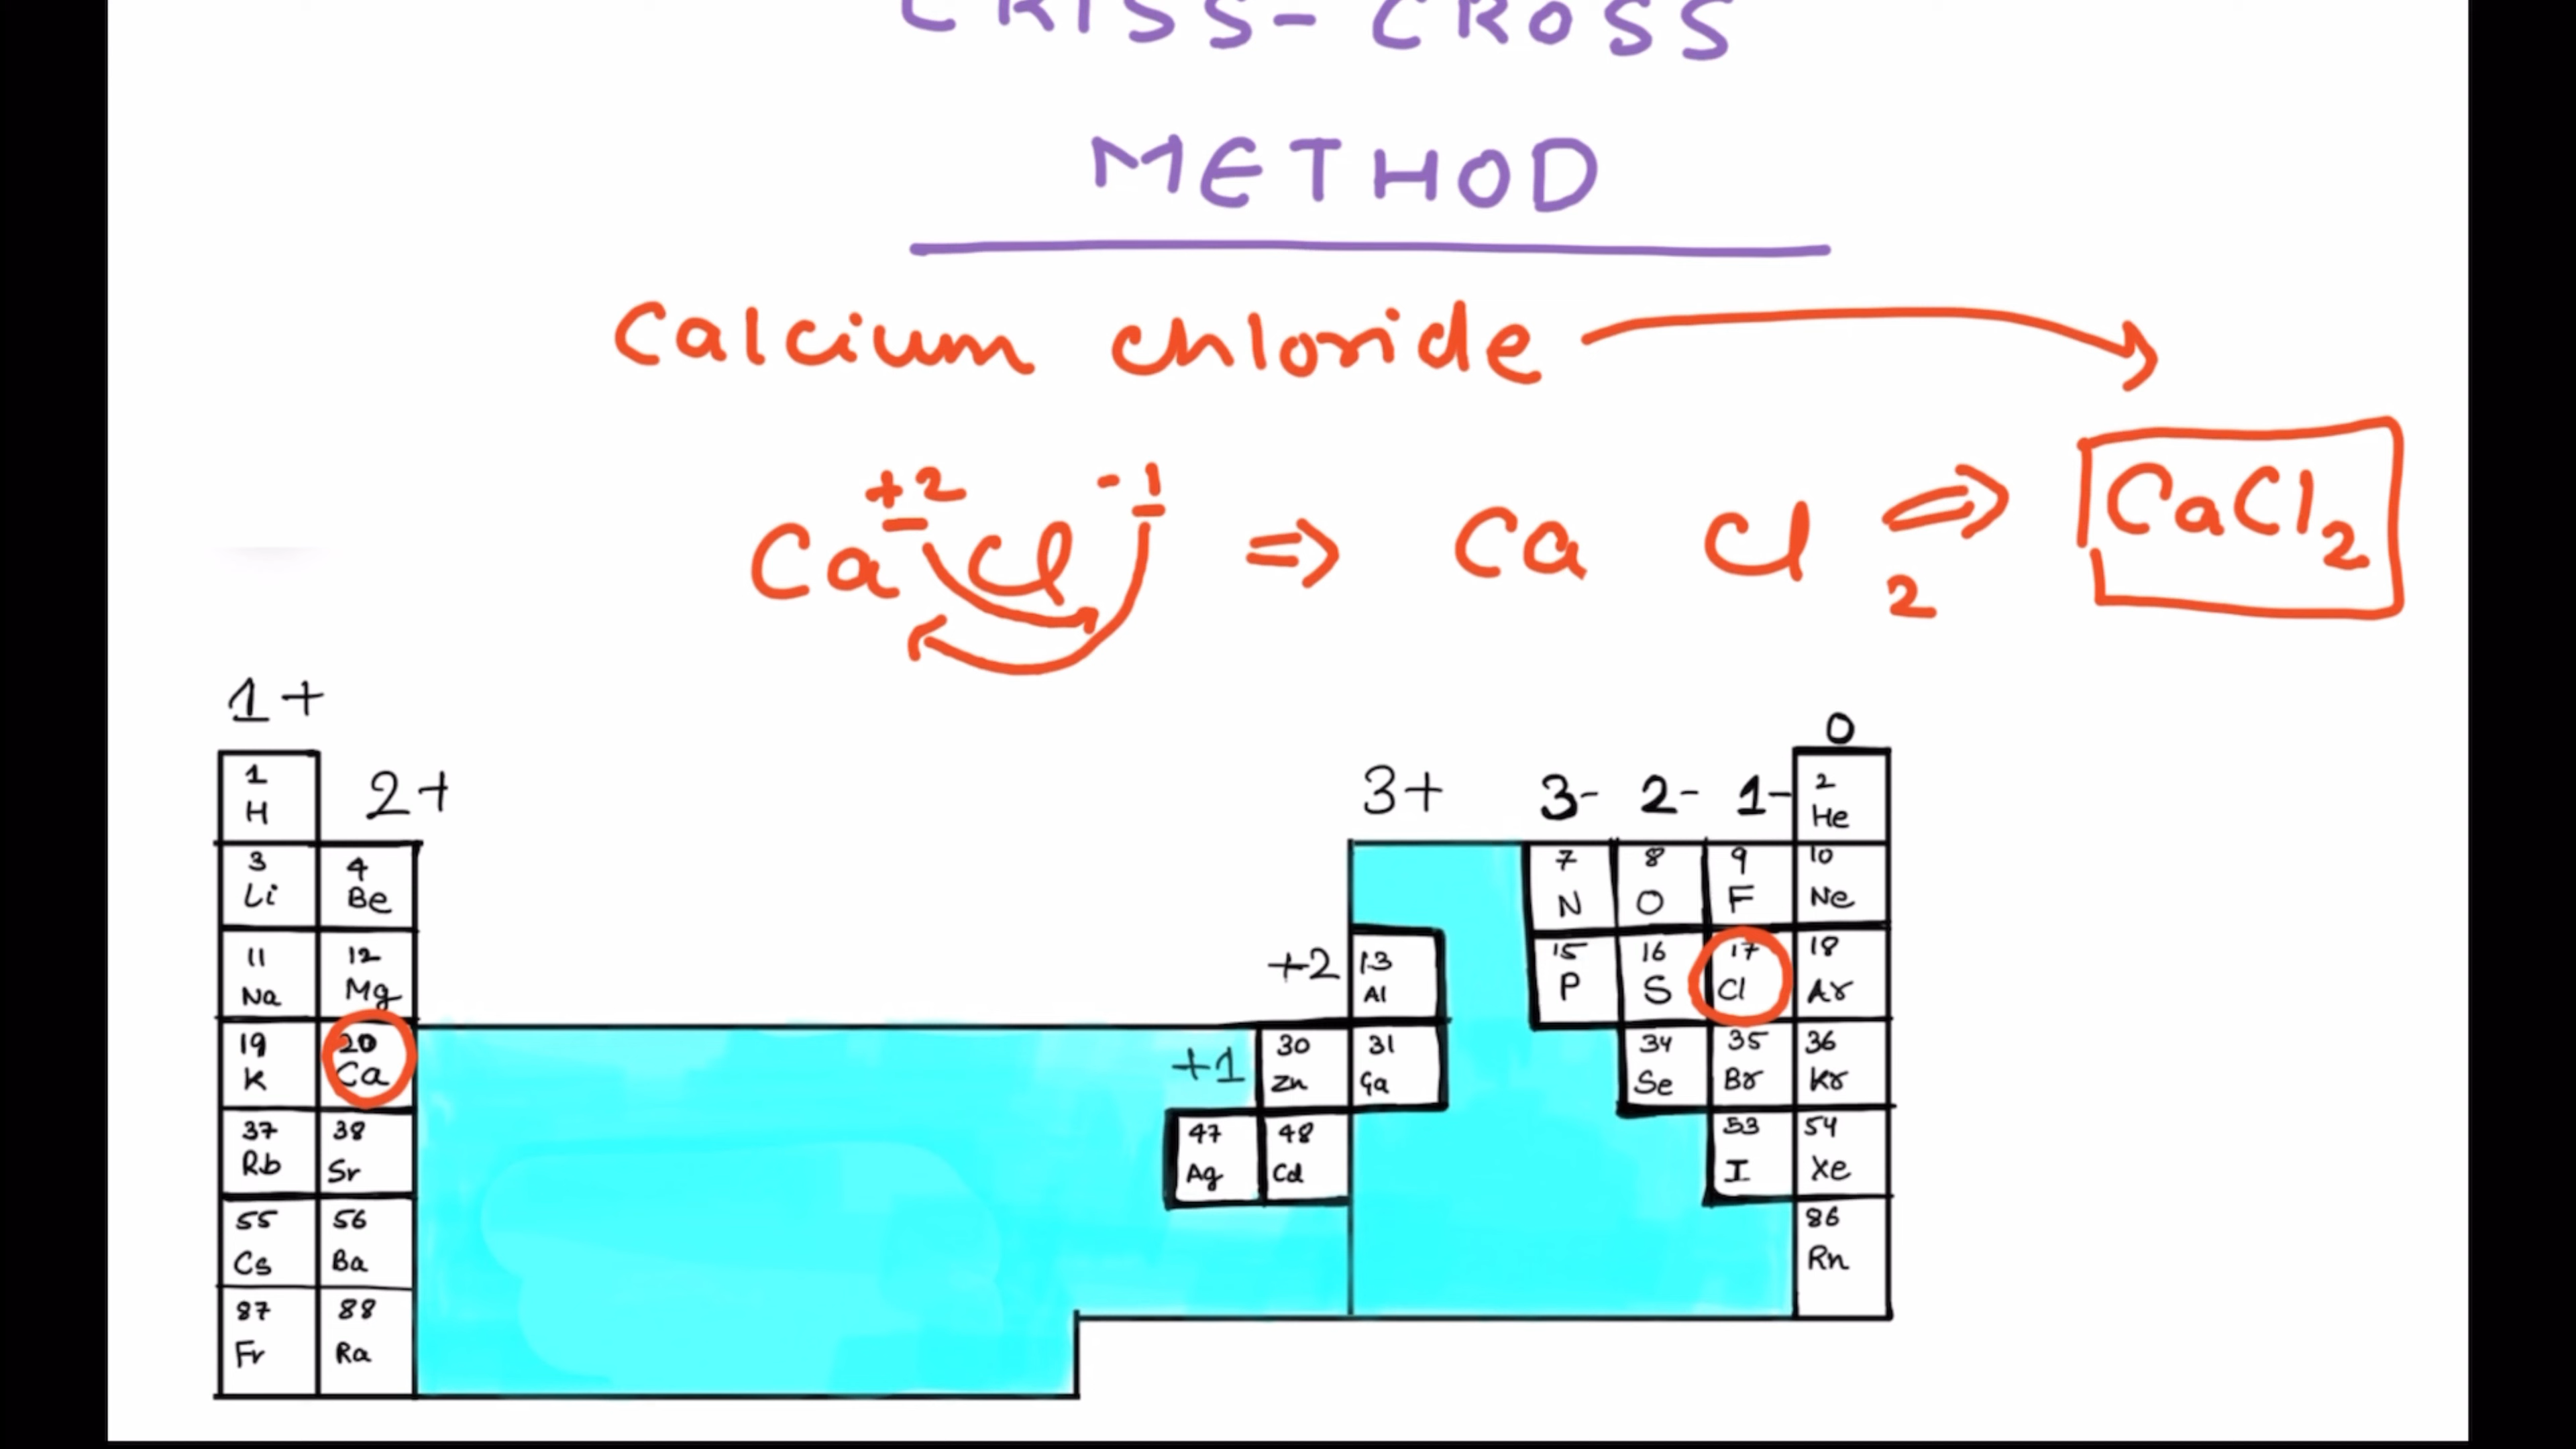 CRISS-CROSS
METHOD
Calcium chloride
Ca+2 Cl-1 ⇒ Ca Cl2 ⇒ CaCl2
1+
0
2+ 3+ 3- 2- 1-
1 2
H He
3 4 7 8 9 10
Li Be N O F Ne
11 12 +2 13 15 16 17 18
Na Mg Al P S Cl Ar
19 20 +1 30 31 34 35 36
K Ca Zn Ga Se Br Kr
37 38 47 48 53 54
Rb Sr Ag Cd I Xe
55 56 86
Cs Ba Rn
87 88
Fr Ra